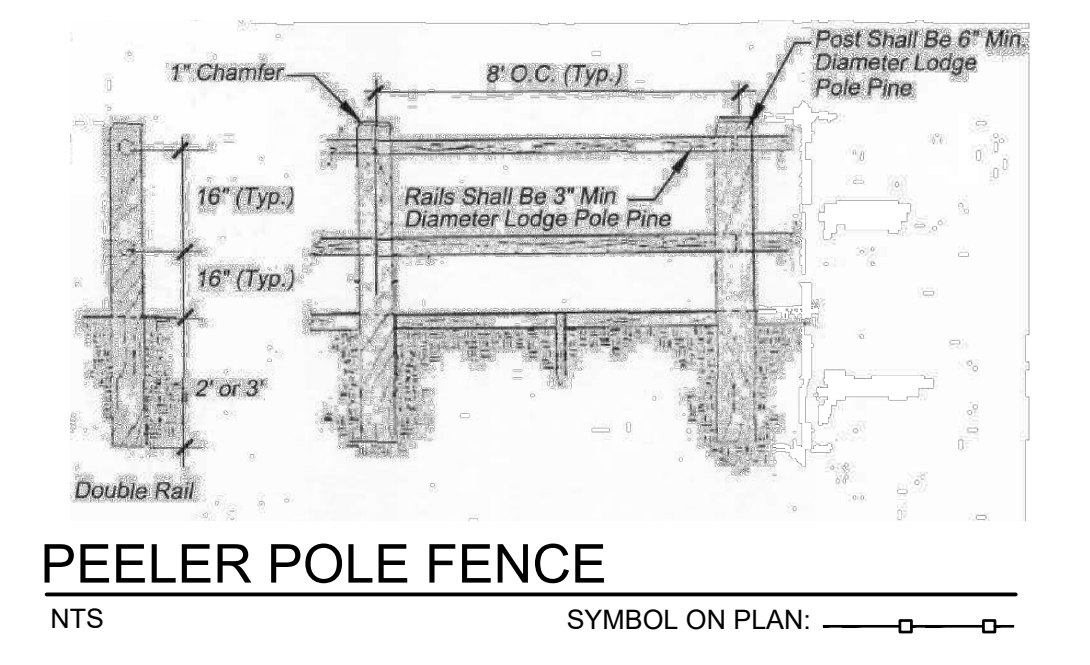 Post Shall Be 6" Min.
Diameter Lodge
Pole Pine
1" Chamfer
8' O.C. (Typ.)
16" (Typ.)
Rails Shall Be 3" Min
Diameter Lodge Pole Pine
16" (Typ.)
2' or 3'
Double Rail
PEELER POLE FENCE
NTS
SYMBOL ON PLAN: